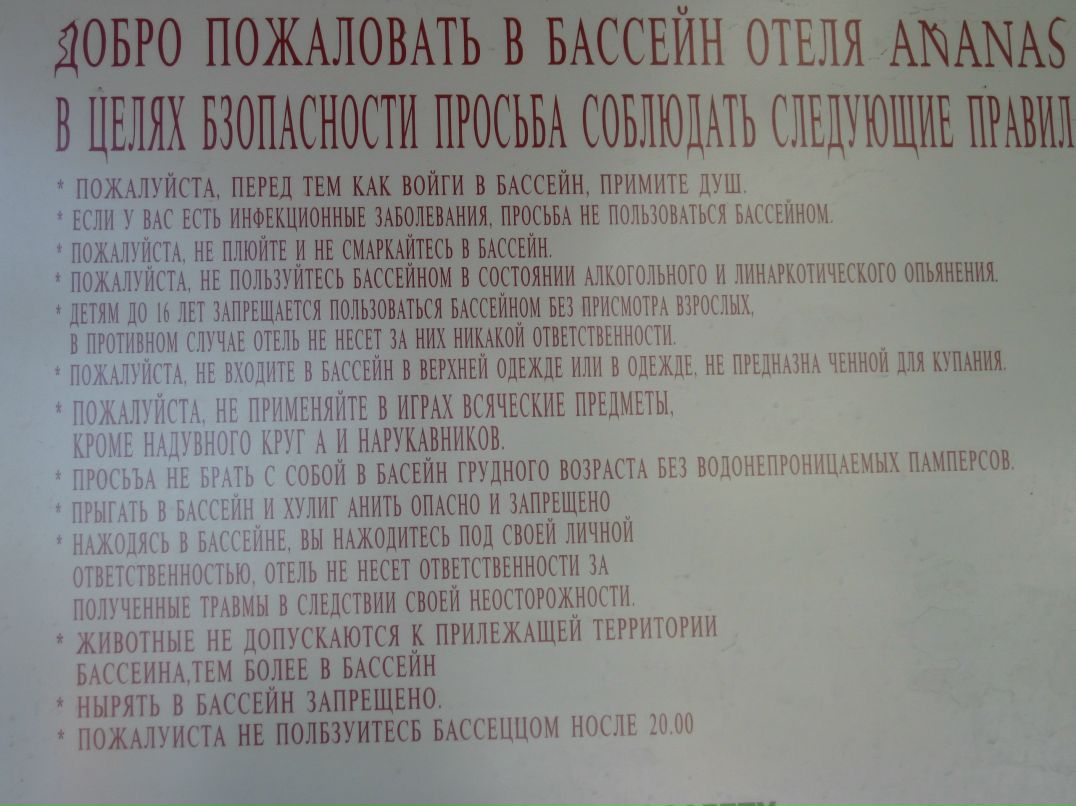 ДОБРО ПОЖАЛОВАТЬ В БАССЕЙН ОТЕЛЯ ANANAS
В ЦЕЛЯХ БЗОПАСНОСТИ ПРОСЬБА СОБЛЮДАТЬ СЛЕДУЮЩИЕ ПРАВИЛ
* ПОЖАЛУЙСТА, ПЕРЕД ТЕМ КАК ВОЙГИ В БАССЕЙН, ПРИМИТЕ ДУШ.
* ЕСЛИ У ВАС ЕСТЬ ИНФЕКЦИОННЫЕ ЗАБОЛЕВАНИЯ, ПРОСЬБА НЕ ПОЛЬЗОВАТЬСЯ БАССЕЙНОМ.
* ПОЖАЛУЙСТА, НЕ ПЛЮЙТЕ И НЕ СМАРКАЙТЕСЬ В БАССЕЙН.
* ПОЖАЛУЙСТА, НЕ ПОЛЬЗУЙТЕСЬ БАССЕЙНОМ В СОСТОЯНИИ АЛКОГОЛЬНОГО И ЛИНАРКОТИЧЕСКОГО ОПЬЯНЕНИЯ.
* ДЕТЯМ ДО 16 ЛЕТ ЗАПРЕЩАЕТСЯ ПОЛЬЗОВАТЬСЯ БАССЕЙНОМ БЕЗ ПРИСМОТРА ВЗРОСЛЫХ,
В ПРОТИВНОМ СЛУЧАЕ ОТЕЛЬ НЕ НЕСЕТ ЗА НИХ НИКАКОЙ ОТВЕТСТВЕННОСТИ.
* ПОЖАЛУЙСТА, НЕ ВХОДИТЕ В БАССЕЙН В ВЕРХНЕЙ ОДЕЖДЕ ИЛИ В ОДЕЖДЕ, НЕ ПРЕДНАЗНА ЧЕННОЙ ДЛЯ КУПАНИЯ.
* ПОЖАЛУЙСТА, НЕ ПРИМЕНЯЙТЕ В ИГРАХ ВСЯЧЕСКИЕ ПРЕДМЕТЫ,
КРОМЕ НАДУВНОГО КРУГ А И НАРУКАВНИКОВ.
* ПРОСЬЪА НЕ БРАТЬ С СОБОЙ В БАСЕЙН ГРУДНОГО ВОЗРАСТА БЕЗ ВОДОНЕПРОНИЦАЕМЫХ ПАМПЕРСОВ.
* ПРЫГАТЬ В БАССЕЙН И ХУЛИГ АНИТЬ ОПАСНО И ЗАПРЕЩЕНО
* НАЖОДЯСЬ В БАССЕЙНЕ, ВЫ НАЖОДИТЕСЬ ПОД СВОЕЙ ЛИЧНОЙ
ОТВЕТСТВЕННОСТЬЮ, ОТЕЛЬ НЕ НЕСЕТ ОТВЕТСТВЕННОСТИ ЗА
ПОЛУЧЕННЫЕ ТРАВМЫ В СЛЕДСТВИИ СВОЕЙ НЕОСТОРОЖНОСТИ.
* ЖИВОТНЫЕ НЕ ДОПУСКАЮТСЯ К ПРИЛЕЖАЩЕЙ ТЕРРИТОРИИ
БАССЕИНА,ТЕМ БОЛЕЕ В БАССЕЙН
* НЫРЯТЬ В БАССЕЙН ЗАПРЕЩЕНО.
* ПОЖАЛУИСТА НЕ ПОЛБЗУИТЕСБ БАССЕЦЦОМ НОСЛЕ 20.00